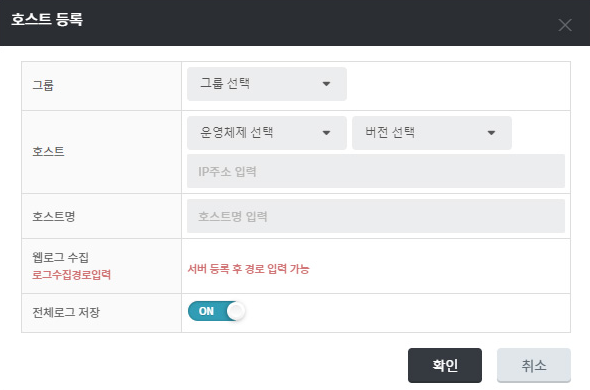 호스트 등록
그룹
그룹 선택
호스트
운영체제 선택
버전 선택
IP주소 입력
호스트명
호스트명 입력
웹로그 수집
로그수집경로입력
서버 등록 후 경로 입력 가능
전체로그 저장
ON
확인
취소